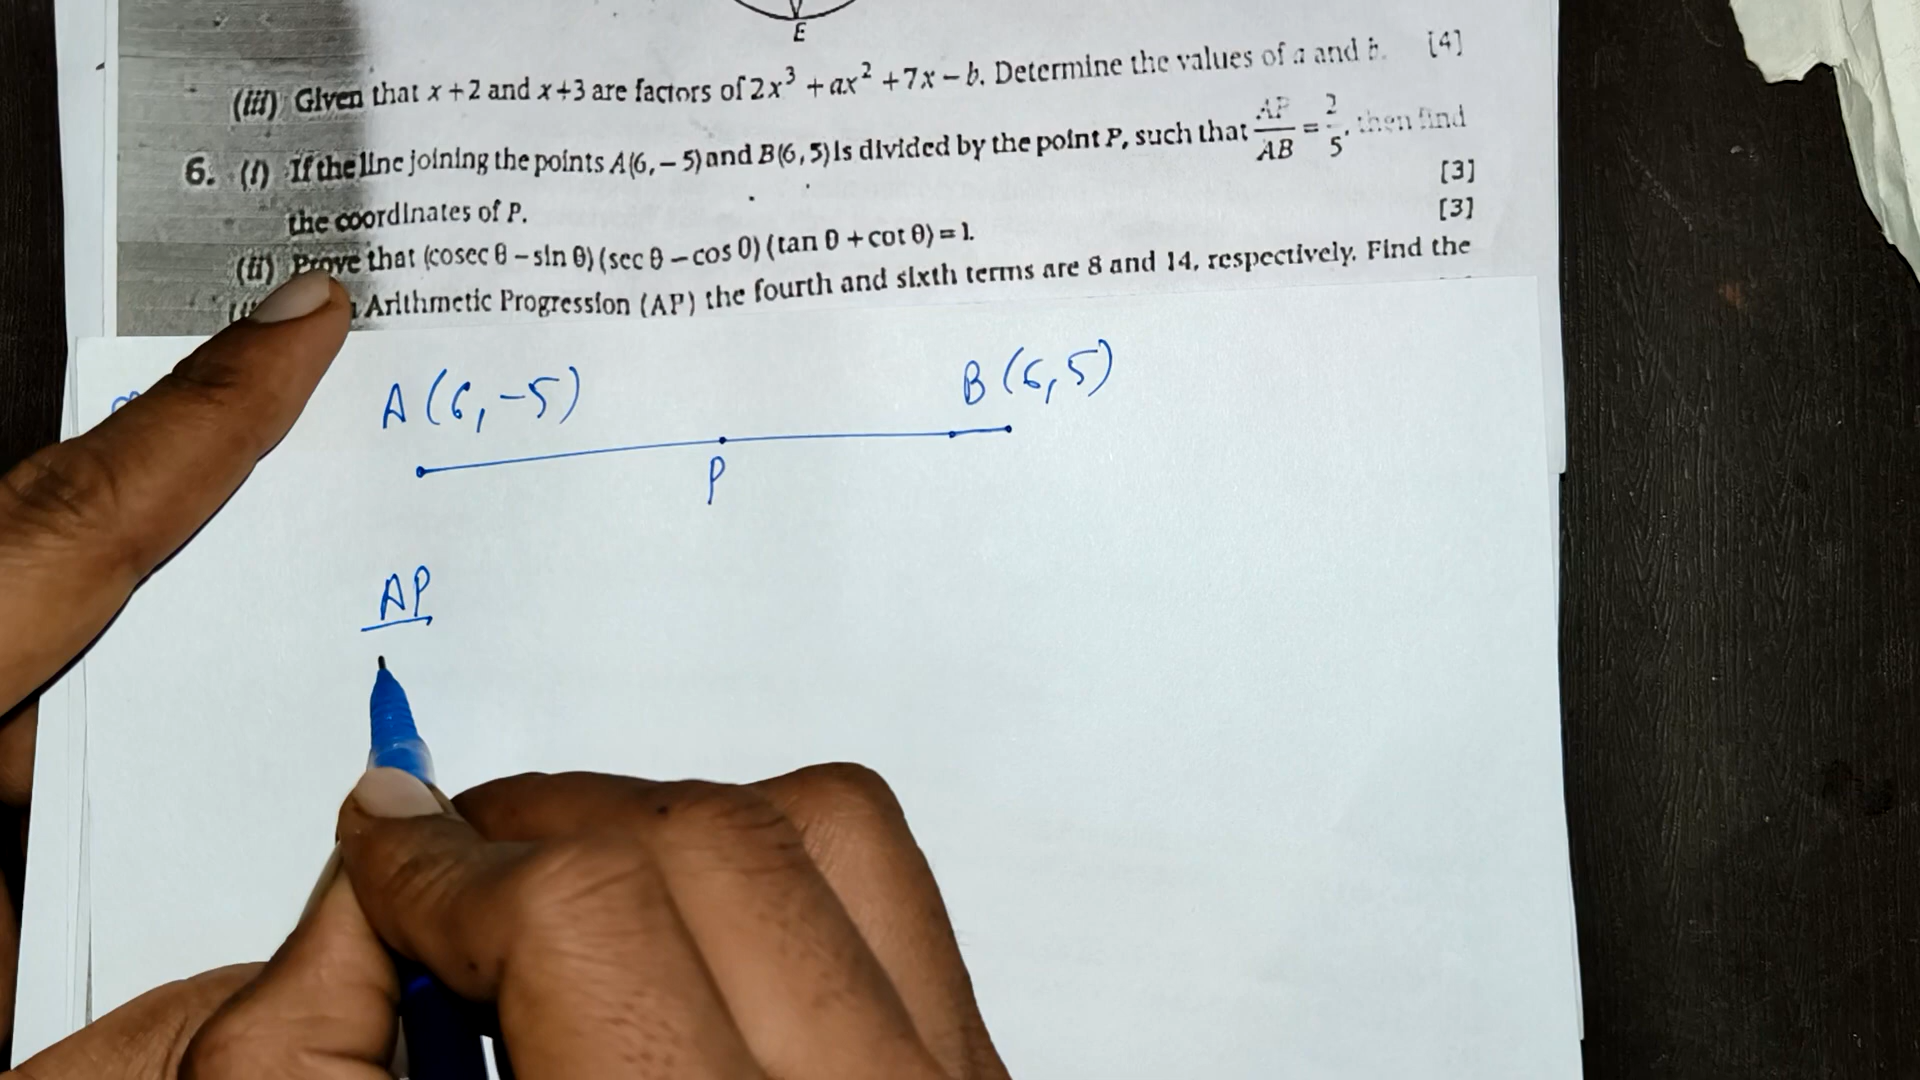 E
(iii) Given that x + 2 and x + 3 are factors of 2x³ + ax² + 7x − b. Determine the values of a and b. [4]
6. (i) If the line joining the points A(6, − 5) and B(6, 5) is divided by the point P, such that AP/AB = 2/5, then find
the coordinates of P. [3]
(ii) Prove that (cosec θ − sin θ) (sec θ − cos θ) (tan θ + cot θ) = 1. [3]
Arithmetic Progression (AP) the fourth and sixth terms are 8 and 14, respectively. Find the
A (6, −5) B (6, 5)
P
AP